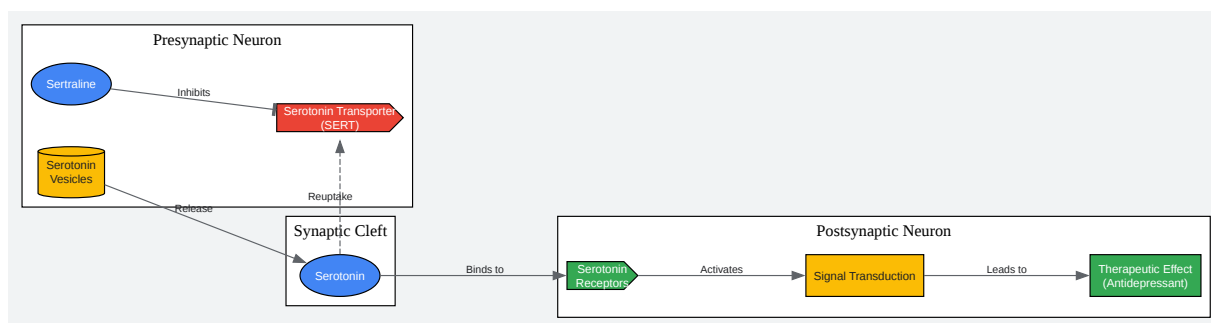 Presynaptic Neuron
Sertraline
Inhibits
Serotonin Transporter
(SERT)
Serotonin
Vesicles
Reuptake
Release
Synaptic Cleft
Serotonin
Binds to
Postsynaptic Neuron
Serotonin
Receptors
Activates
Signal Transduction
Leads to
Therapeutic Effect
(Antidepressant)